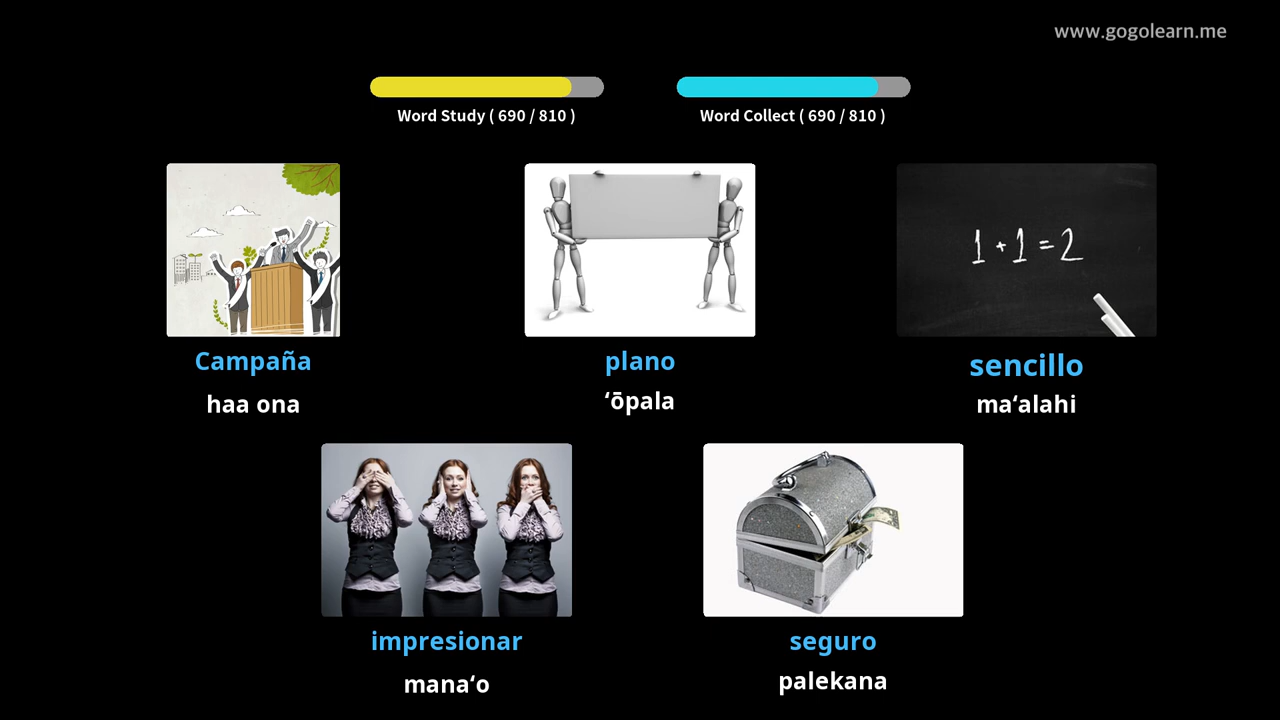 www.gogolearn.me
Word Study ( 690 / 810 )
Word Collect ( 690 / 810 )
1 + 1 = 2
Campaña
plano
sencillo
haa ona
ʻōpala
maʻalahi
impresionar
seguro
manaʻo
palekana